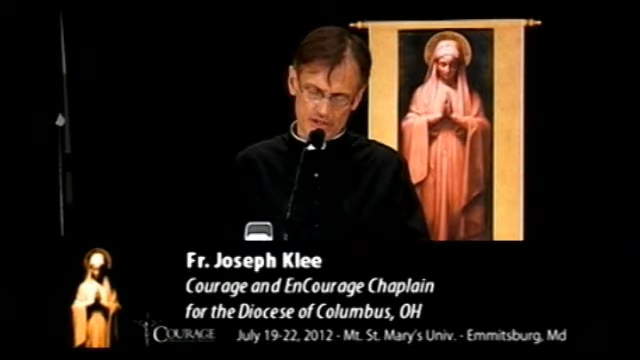 Fr. Joseph Klee
Courage and EnCourage Chaplain
for the Diocese of Columbus, OH
COURAGE July 19-22, 2012 - Mt. St. Mary's Univ. - Emmitsburg, Md